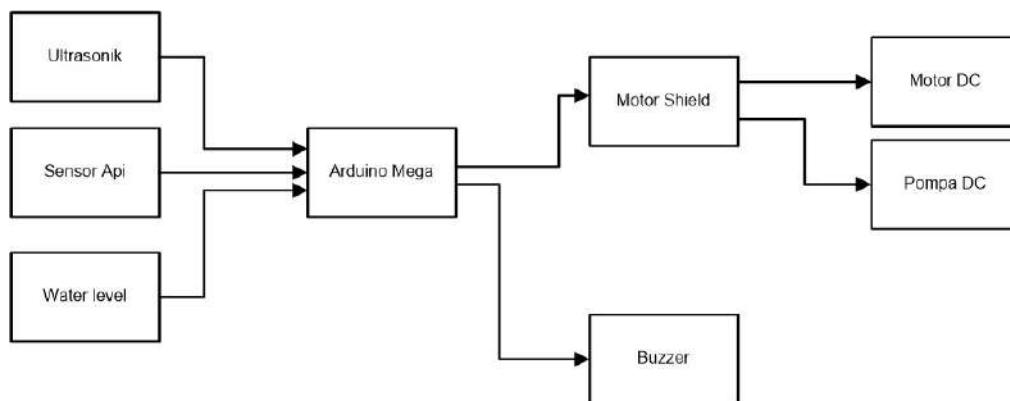 Ultrasonik
Sensor Api
Water level
Arduino Mega
Motor Shield
Buzzer
Motor DC
Pompa DC